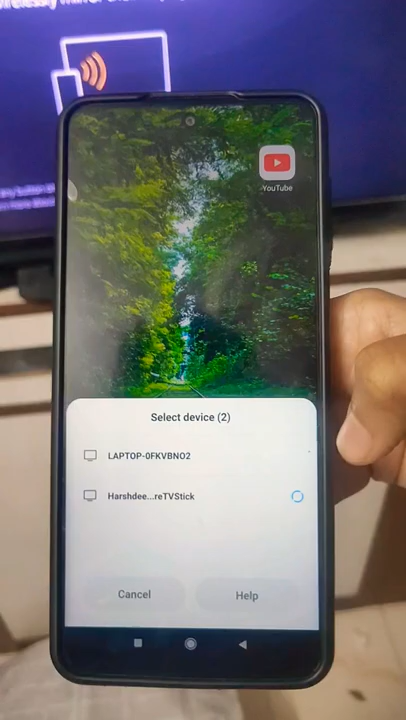 YouTube
Select device (2)
LAPTOP-0FKVBNO2
Harshdee...reTVStick
Cancel
Help